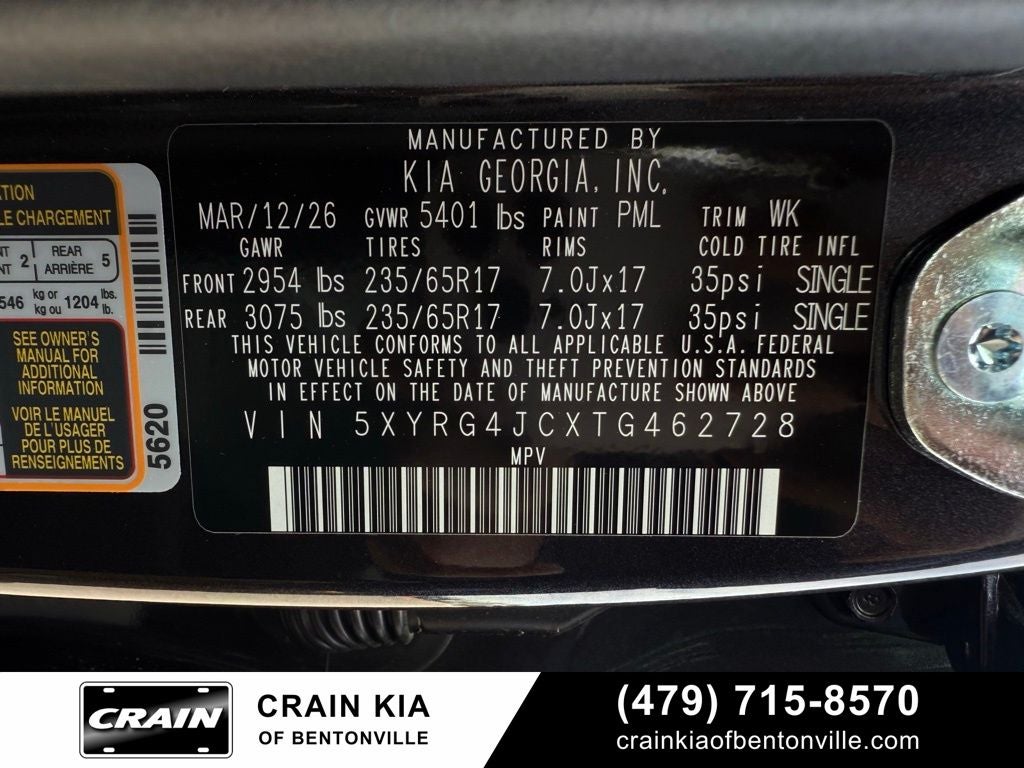 MANUFACTURED BY
KIA GEORGIA, INC.
MAR/12/26 GVWR 5401 lbs PAINT PML TRIM WK
GAWR TIRES RIMS COLD TIRE INFL
FRONT 2954 lbs 235/65R17 7.0Jx17 35psi SINGLE
REAR 3075 lbs 235/65R17 7.0Jx17 35psi SINGLE
THIS VEHICLE CONFORMS TO ALL APPLICABLE U.S.A. FEDERAL
MOTOR VEHICLE SAFETY AND THEFT PREVENTION STANDARDS
IN EFFECT ON THE DATE OF MANUFACTURE SHOWN ABOVE
VIN 5XYRG4JCXTG462728
MPV
CHARGEMENT
2 REAR
ARRIÈRE 5
546 kg or 1204 lbs.
kg ou lb.
SEE OWNER'S
MANUAL FOR
ADDITIONAL
INFORMATION
VOIR LE MANUEL
DE L'USAGER
POUR PLUS DE
RENSEIGNEMENTS
5620
CRAIN
CRAIN KIA
OF BENTONVILLE
(479) 715-8570
crainkiaofbentonville.com